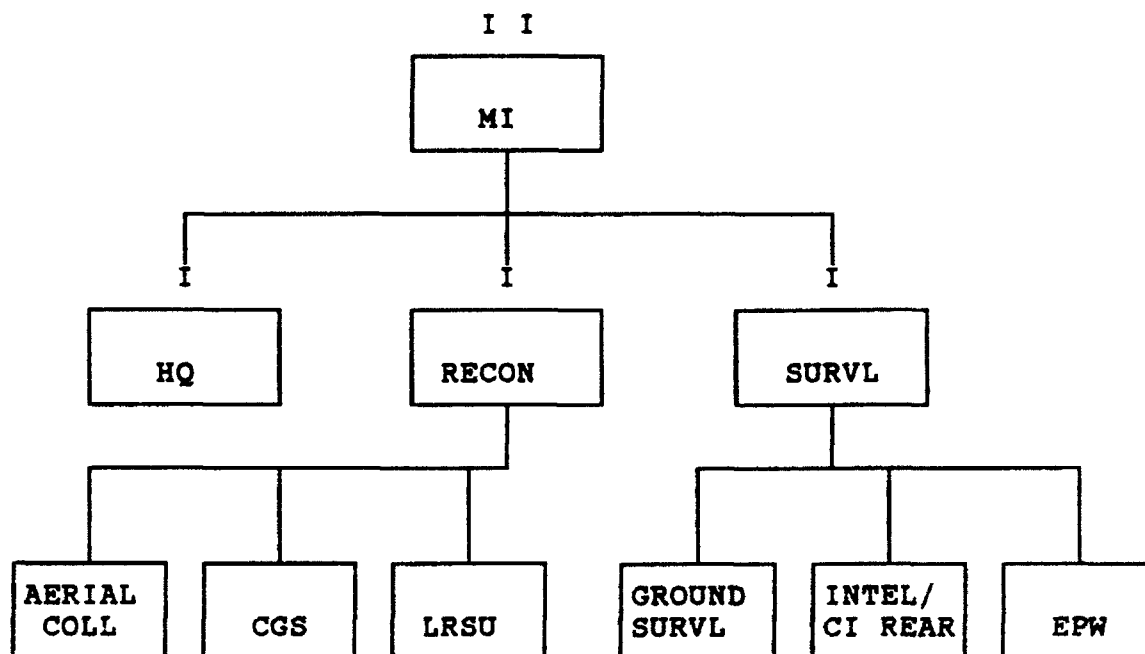 I I
MI
I I I
HQ RECON SURVL
AERIAL COLL CGS LRSU GROUND SURVL INTEL/ CI REAR EPW